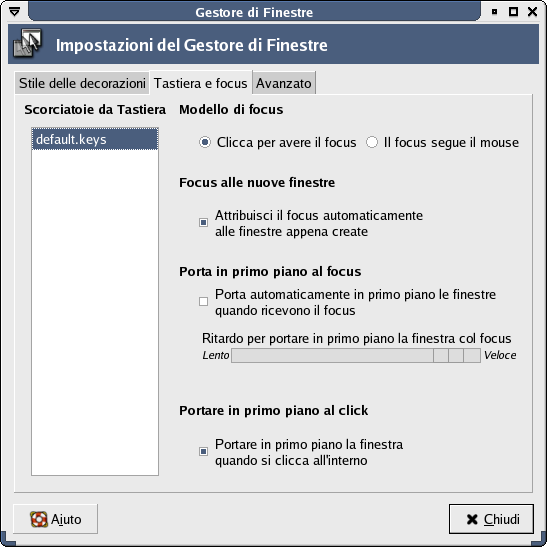 Gestore di Finestre
Impostazioni del Gestore di Finestre
Stile delle decorazioni
Tastiera e focus
Avanzato
Scorciatoie da Tastiera
default.keys
Modello di focus
Clicca per avere il focus
Il focus segue il mouse
Focus alle nuove finestre
Attribuisci il focus automaticamente
alle finestre appena create
Porta in primo piano al focus
Porta automaticamente in primo piano le finestre
quando ricevono il focus
Ritardo per portare in primo piano la finestra col focus
Lento
Veloce
Portare in primo piano al click
Portare in primo piano la finestra
quando si clicca all'interno
Aiuto
Chiudi